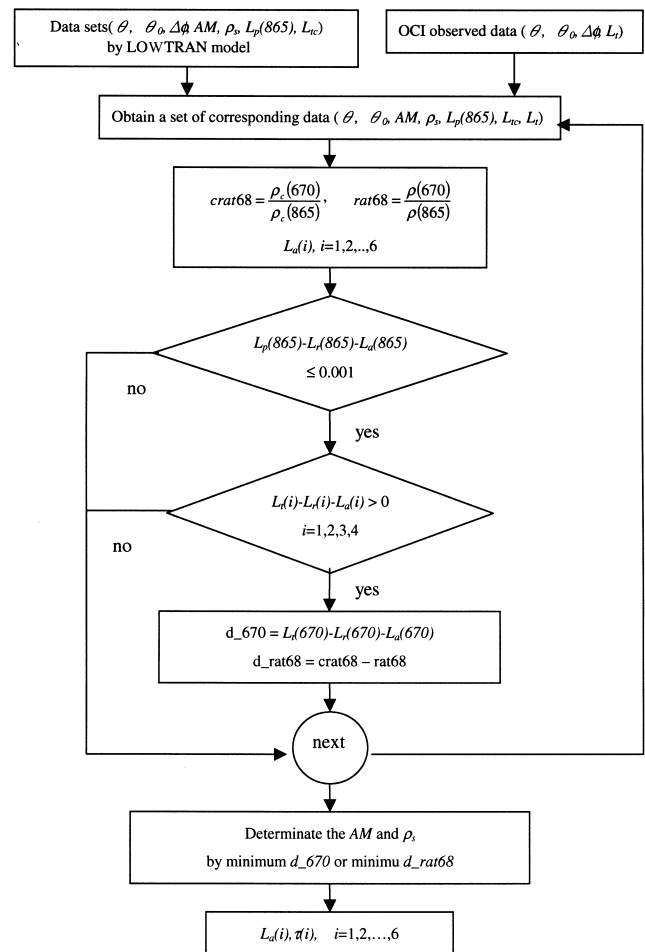 Data sets( θ, θ₀, Δϕ AM, ρₛ, Lₚ(865), Lₜc)
by LOWTRAN model
OCI observed data ( θ, θ₀, Δϕ Lₜ)
Obtain a set of corresponding data ( θ, θ₀, AM, ρₛ, Lₚ(865), Lₜc, Lₜ)
crat68 = ρc(670)/ρc(865), rat68 = ρ(670)/ρ(865)
Lₐ(i), i=1,2,..,6
Lₚ(865)-Lᵣ(865)-Lₐ(865)
≤ 0.001
no
yes
Lₜ(i)-Lᵣ(i)-Lₐ(i) > 0
i=1,2,3,4
no
yes
d_670 = Lₜ(670)-Lᵣ(670)-Lₐ(670)
d_rat68 = crat68 – rat68
next
Determinate the AM and ρₛ
by minimum d_670 or minimu d_rat68
Lₐ(i), τ(i), i=1,2,…,6